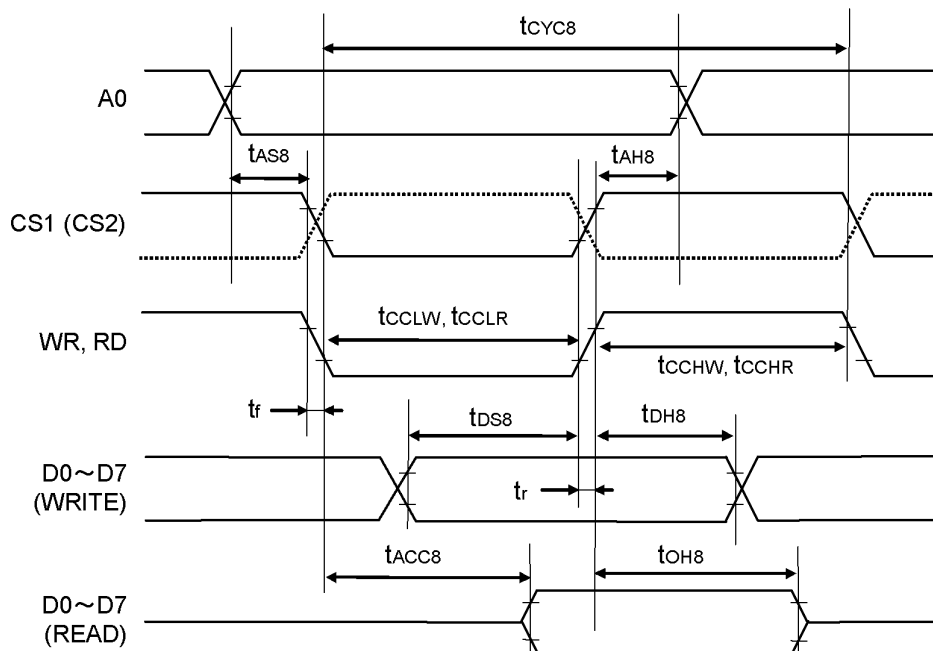 tCYC8
A0
tAS8
tAH8
CS1 (CS2)
tCCLW, tCCLR
WR, RD
tCCHW, tCCHR
tf
tDS8
tDH8
D0～D7
(WRITE)
tr
tACC8
tOH8
D0～D7
(READ)